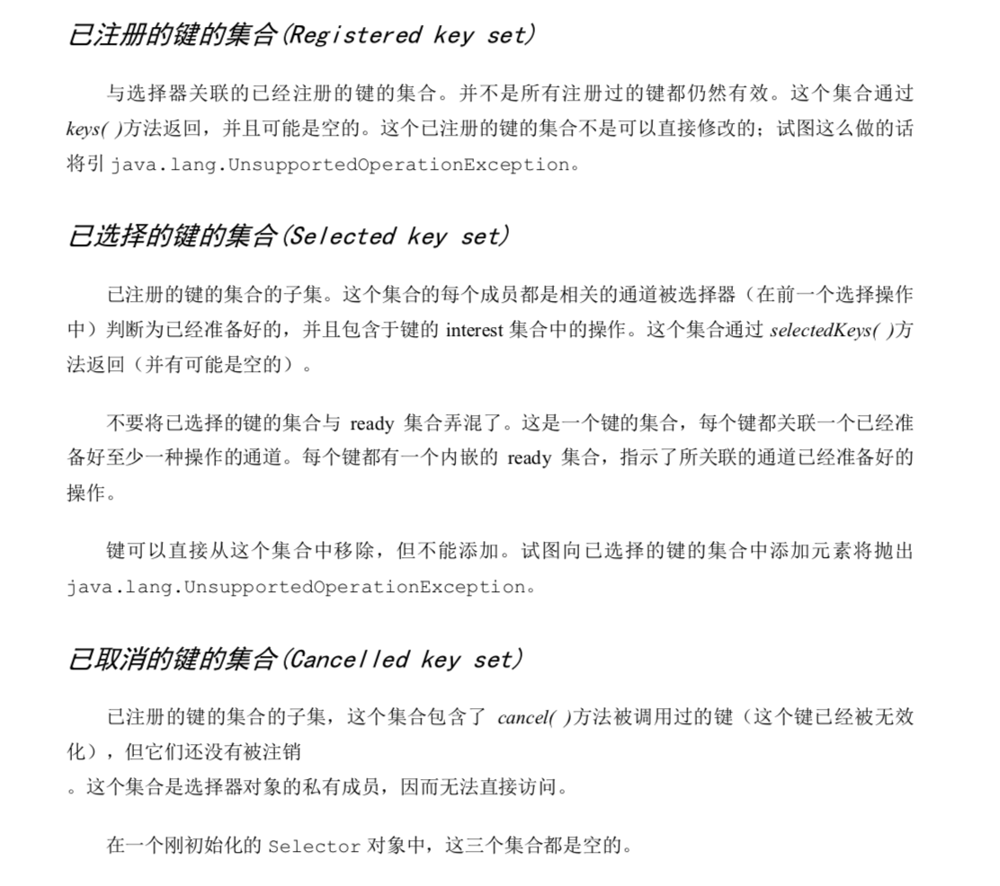 已注册的键的集合(Registered key set)
与选择器关联的已经注册的键的集合。并不是所有注册过的键都仍然有效。这个集合通过
keys( )方法返回，并且可能是空的。这个已注册的键的集合不是可以直接修改的；试图这么做的话
将引 java.lang.UnsupportedOperationException。
已选择的键的集合(Selected key set)
已注册的键的集合的子集。这个集合的每个成员都是相关的通道被选择器（在前一个选择操作
中）判断为已经准备好的，并且包含于键的 interest 集合中的操作。这个集合通过 selectedKeys( )方
法返回（并有可能是空的）。
不要将已选择的键的集合与 ready 集合弄混了。这是一个键的集合，每个键都关联一个已经准
备好至少一种操作的通道。每个键都有一个内嵌的 ready 集合，指示了所关联的通道已经准备好的
操作。
键可以直接从这个集合中移除，但不能添加。试图向已选择的键的集合中添加元素将抛出
java.lang.UnsupportedOperationException。
已取消的键的集合(Cancelled key set)
已注册的键的集合的子集，这个集合包含了 cancel( )方法被调用过的键（这个键已经被无效
化），但它们还没有被注销
。这个集合是选择器对象的私有成员，因而无法直接访问。
在一个刚初始化的 Selector 对象中，这三个集合都是空的。